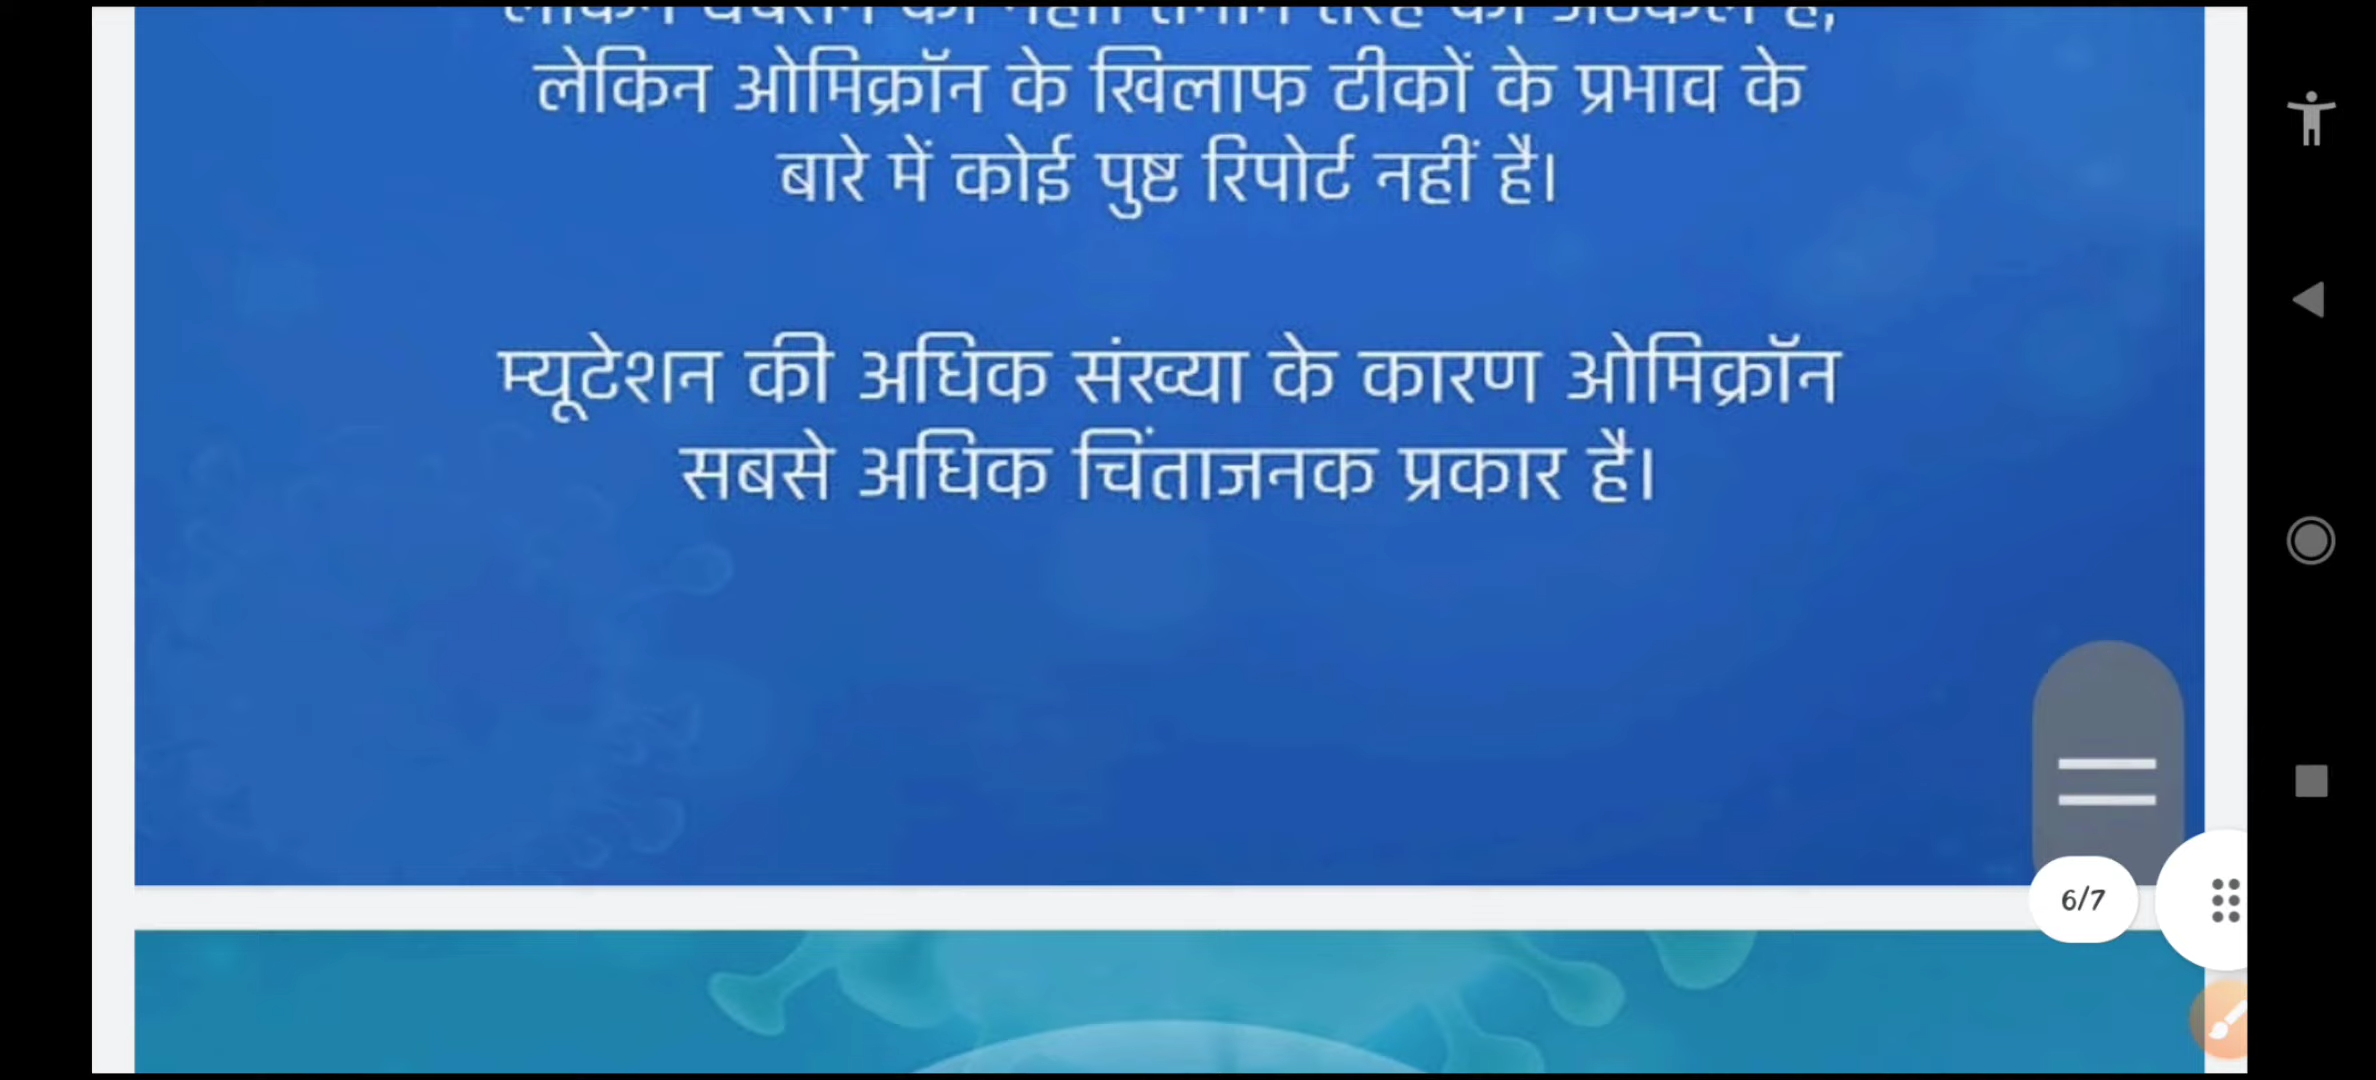 लेकिन ओमिक्रॉन के खिलाफ टीकों के प्रभाव के
बारे में कोई पुष्ट रिपोर्ट नहीं है।
म्यूटेशन की अधिक संख्या के कारण ओमिक्रॉन
सबसे अधिक चिंताजनक प्रकार है।
6/7